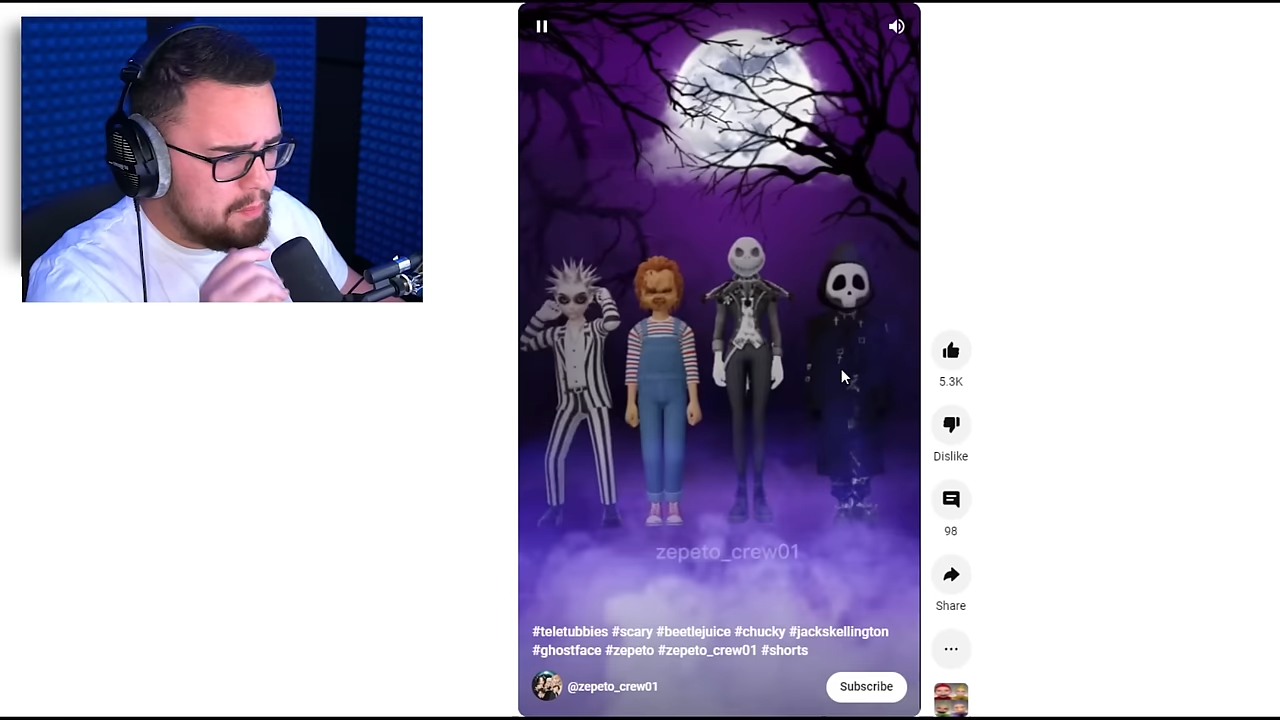 zepeto_crew01
#teletubbies #scary #beetlejuice #chucky #jackskellington
#ghostface #zepeto #zepeto_crew01 #shorts
@zepeto_crew01
Subscribe
5.3K
Dislike
98
Share